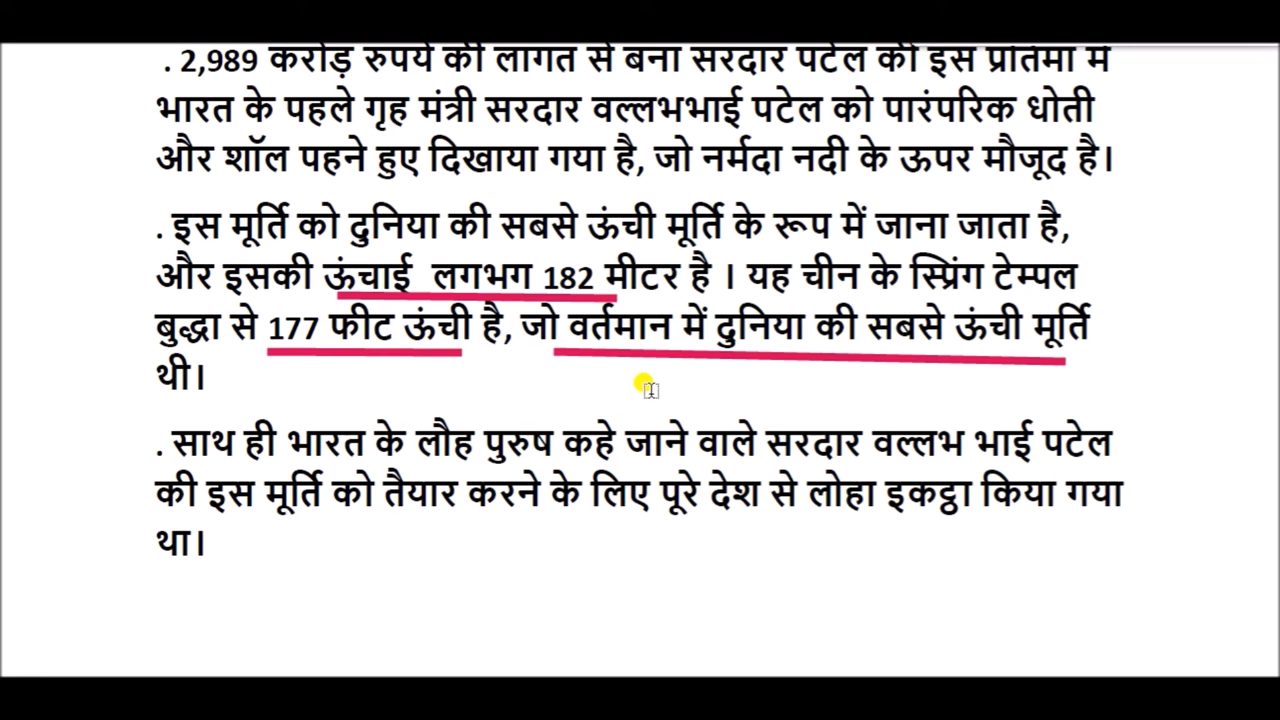 . 2,989 करोड़ रुपये की लागत से बना सरदार पटेल की इस प्रतिमा में
भारत के पहले गृह मंत्री सरदार वल्लभभाई पटेल को पारंपरिक धोती
और शॉल पहने हुए दिखाया गया है, जो नर्मदा नदी के ऊपर मौजूद है।
. इस मूर्ति को दुनिया की सबसे ऊंची मूर्ति के रूप में जाना जाता है,
और इसकी ऊंचाई लगभग 182 मीटर है । यह चीन के स्प्रिंग टेम्पल
बुद्धा से 177 फीट ऊंची है, जो वर्तमान में दुनिया की सबसे ऊंची मूर्ति
थी।
. साथ ही भारत के लौह पुरुष कहे जाने वाले सरदार वल्लभ भाई पटेल
की इस मूर्ति को तैयार करने के लिए पूरे देश से लोहा इकट्ठा किया गया
था।